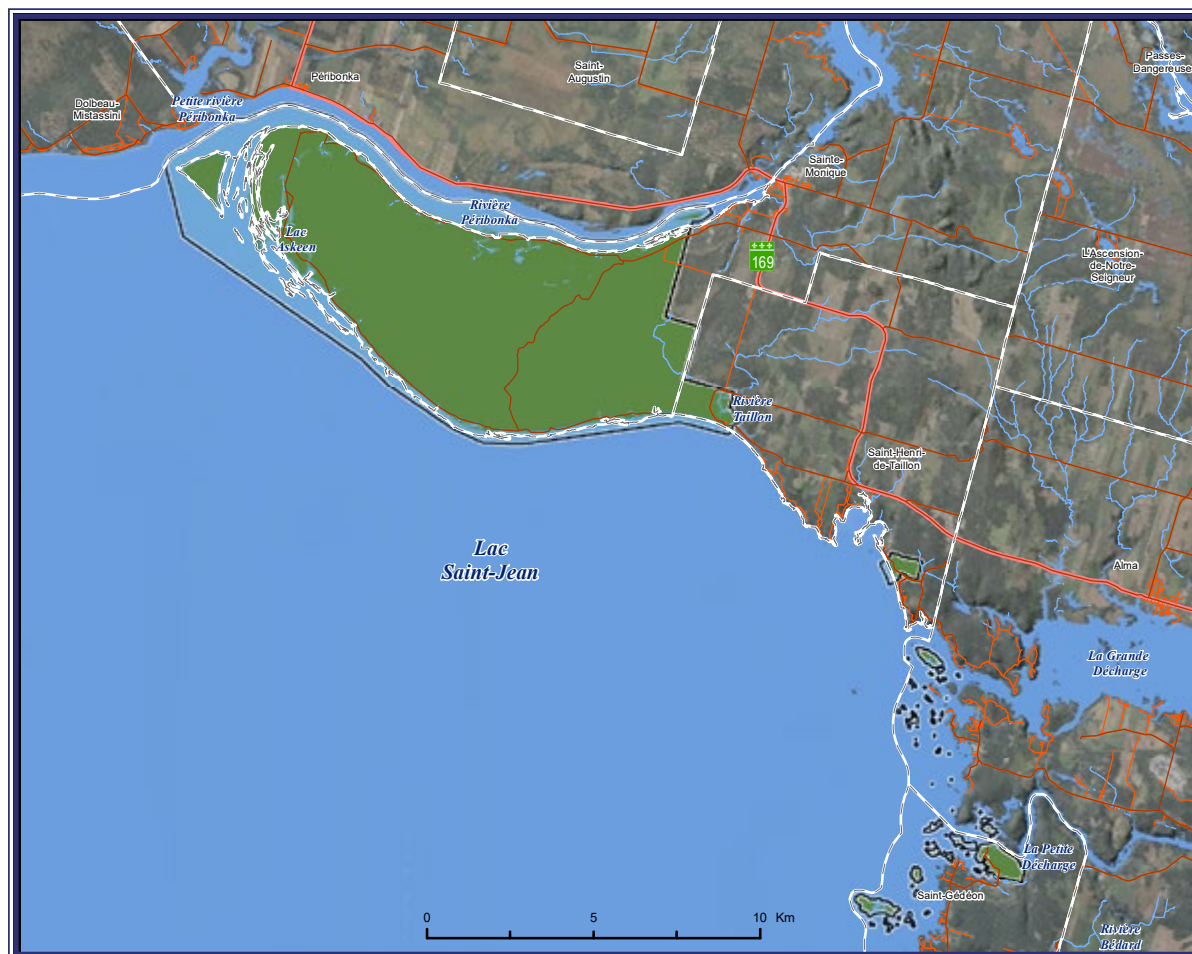 Passes-
Dangereuses
Saint-
Augustin
Péribonka
Dolbeau-
Mistassini
Petite rivière
Péribonka
Sainte-
Monique
Rivière
Péribonka
Lac
Askeen
169
L'Ascension-
de-Notre-
Seigneur
Rivière
Taillon
Saint-Henri-
de-Taillon
Lac
Saint-Jean
Alma
La Grande
Décharge
La Petite
Décharge
Saint-Gédéon
0 5 10 Km
Rivière
Bédard